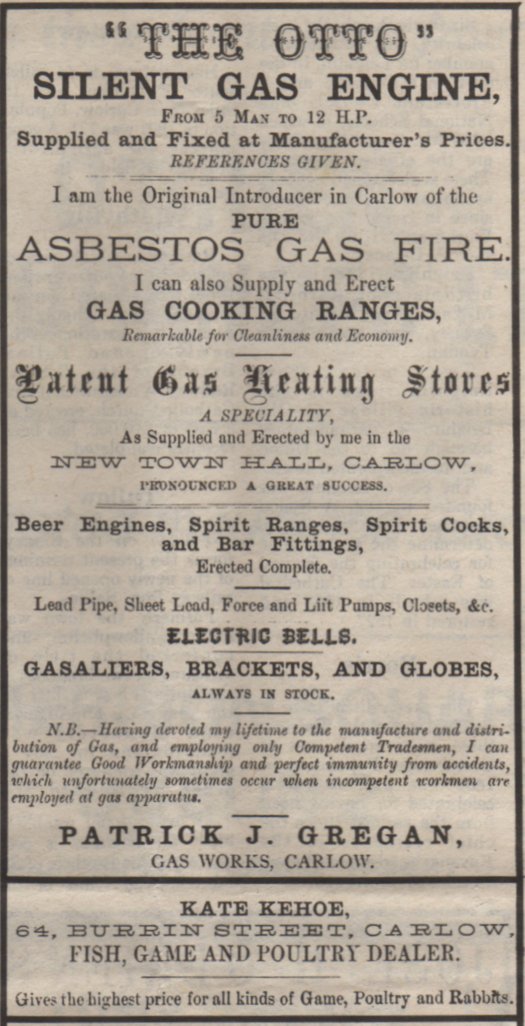 "THE OTTO"
SILENT GAS ENGINE,
FROM 5 MAN TO 12 H.P.
Supplied and Fixed at Manufacturer's Prices.
REFERENCES GIVEN.
I am the Original Introducer in Carlow of the
PURE
ASBESTOS GAS FIRE.
I can also Supply and Erect
GAS COOKING RANGES,
Remarkable for Cleanliness and Economy.
Patent Gas Heating Stoves
A SPECIALITY,
As Supplied and Erected by me in the
NEW TOWN HALL, CARLOW,
PRONOUNCED A GREAT SUCCESS.
Beer Engines, Spirit Ranges, Spirit Cocks,
and Bar Fittings,
Erected Complete.
Lead Pipe, Sheet Lead, Force and Lift Pumps, Closets, &c.
ELECTRIC BELLS.
GASALIERS, BRACKETS, AND GLOBES,
ALWAYS IN STOCK.
N.B.—Having devoted my lifetime to the manufacture and distri-
bution of Gas, and employing only Competent Tradesmen, I can
guarantee Good Workmanship and perfect immunity from accidents,
which unfortunately sometimes occur when incompetent workmen are
employed at gas apparatus.
PATRICK J. GREGAN,
GAS WORKS, CARLOW.
KATE KEHOE,
64, BURRIN STREET, CARLOW,
FISH, GAME AND POULTRY DEALER.
Gives the highest price for all kinds of Game, Poultry and Rabbits.